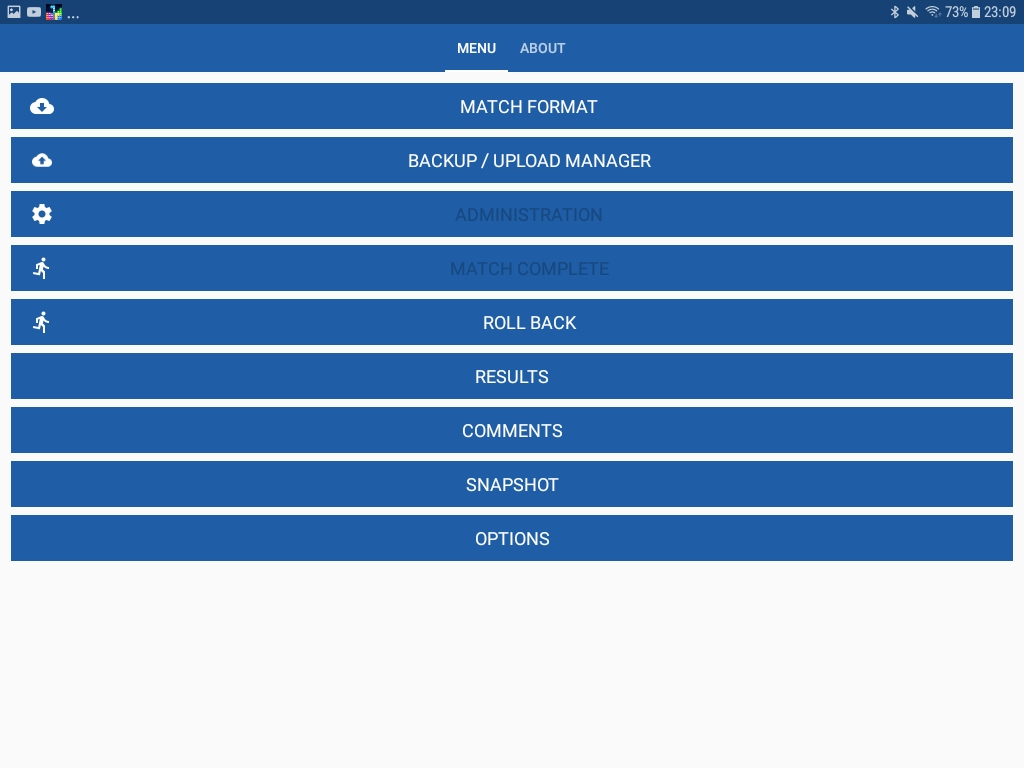 ... 73% 23:09
MENU ABOUT
MATCH FORMAT
BACKUP / UPLOAD MANAGER
ADMINISTRATION
MATCH COMPLETE
ROLL BACK
RESULTS
COMMENTS
SNAPSHOT
OPTIONS